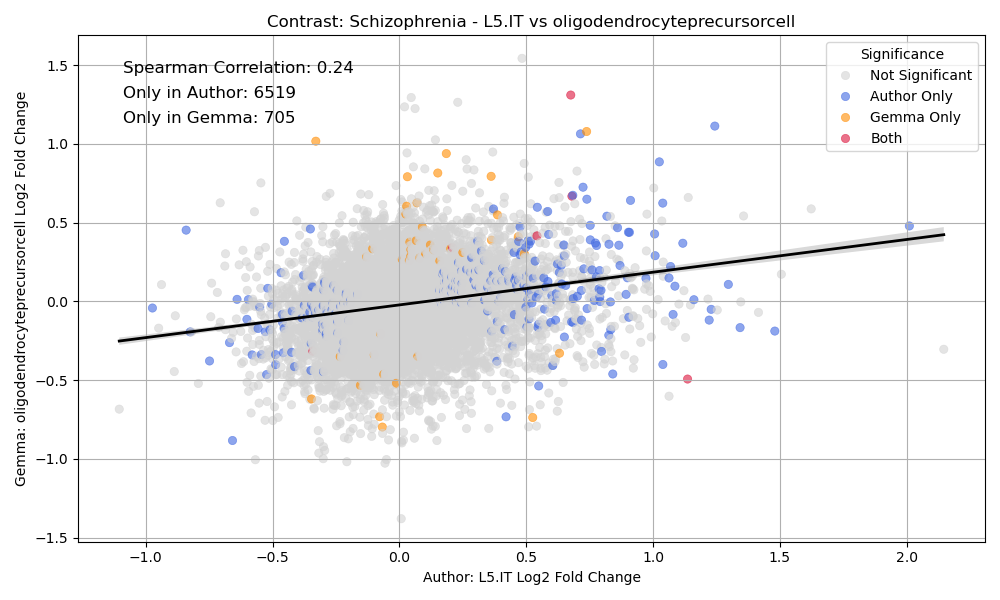 Contrast: Schizophrenia - L5.IT vs oligodendrocyteprecursorcell
Spearman Correlation: 0.24
Only in Author: 6519
Only in Gemma: 705
Significance
Not Significant
Author Only
Gemma Only
Both
Gemma: oligodendrocyteprecursorcell Log2 Fold Change
1.5
1.0
0.5
0.0
−0.5
−1.0
−1.5
−1.0 −0.5 0.0 0.5 1.0 1.5 2.0
Author: L5.IT Log2 Fold Change